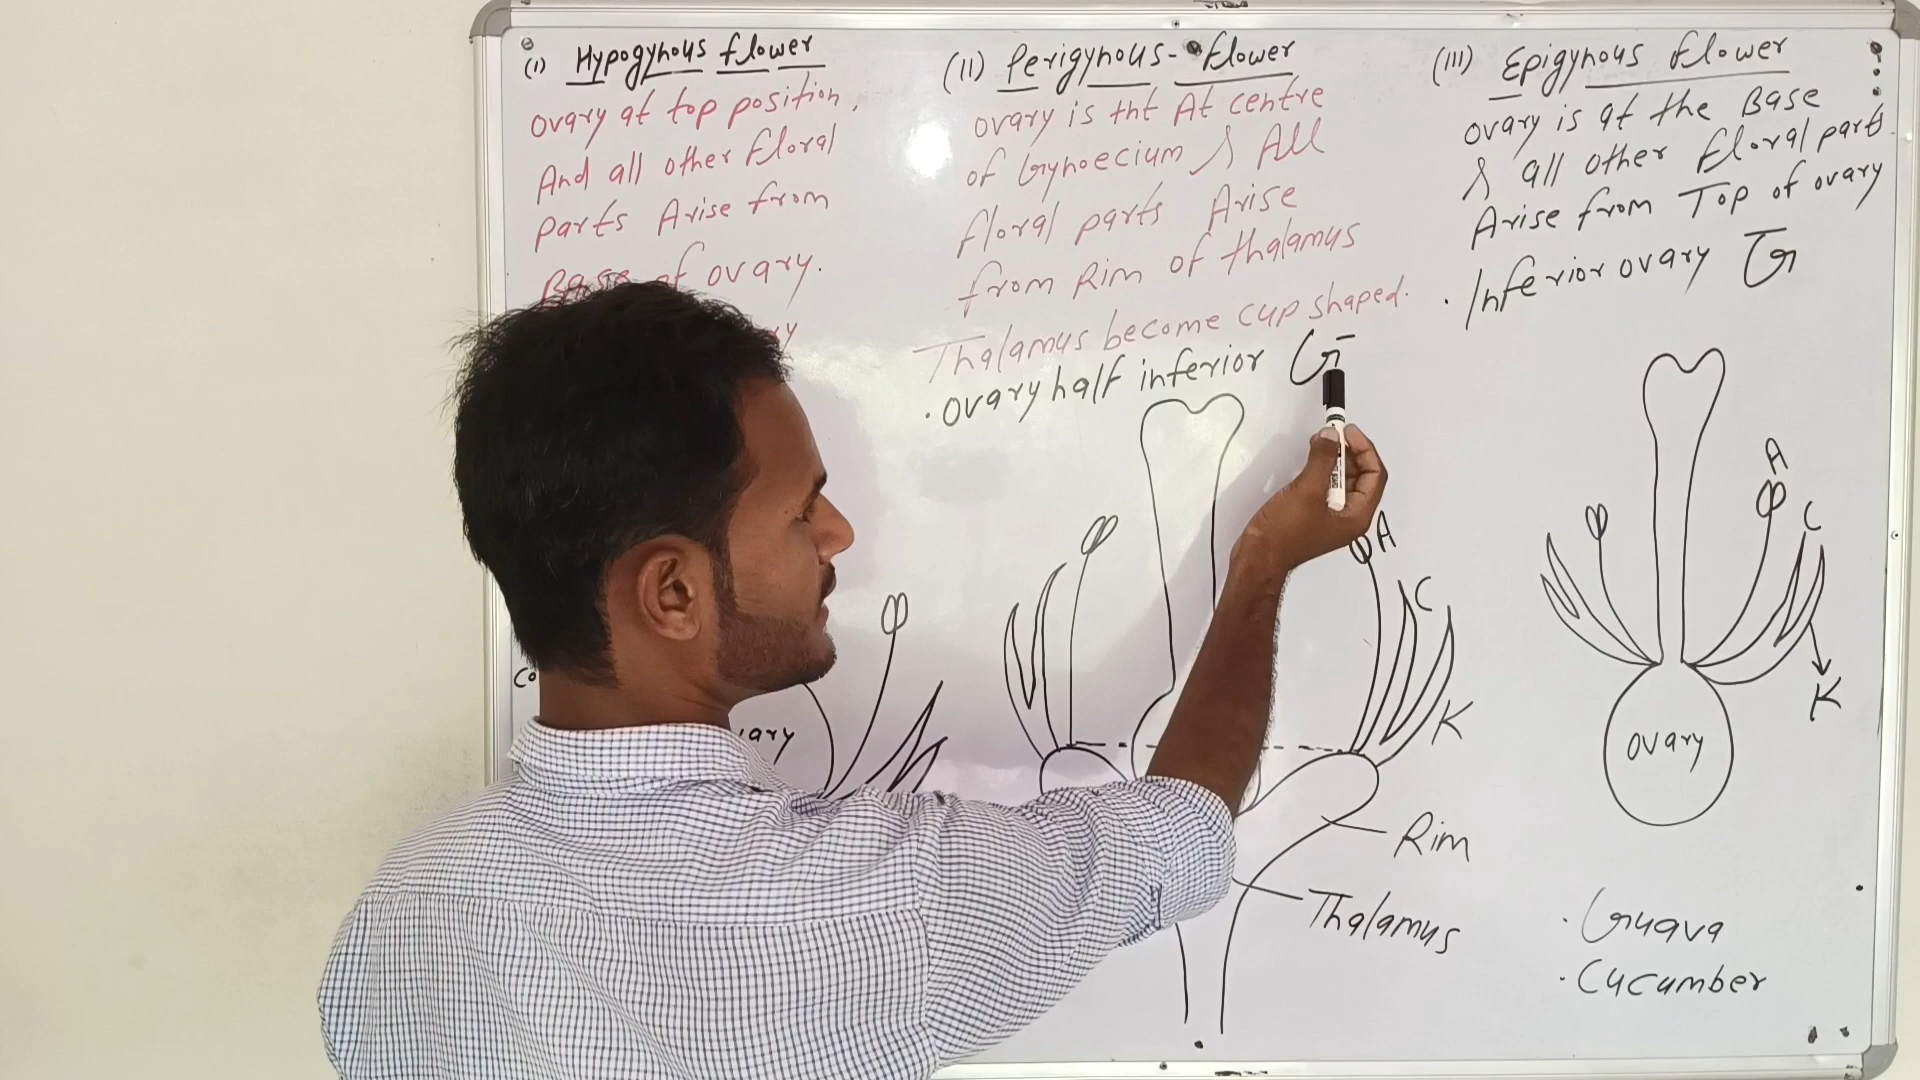 (I) Hypogynous flower
ovary at top position,
And all other floral
parts Arise from
Base of ovary.
ary
(II) Perigynous- flower
ovary is tht At centre
of Gynoecium & All
floral parts Arise
from Rim of thalamus
Thalamus become cup shaped.
. ovary half inferior G-
A
C
K
Rim
Thalamus
(III) Epigynous flower
ovary is at the Base
& all other floral parts.
Arise from Top of ovary
. Inferior ovary G̅
A
C
K
ovary
. Guava
. Cucumber